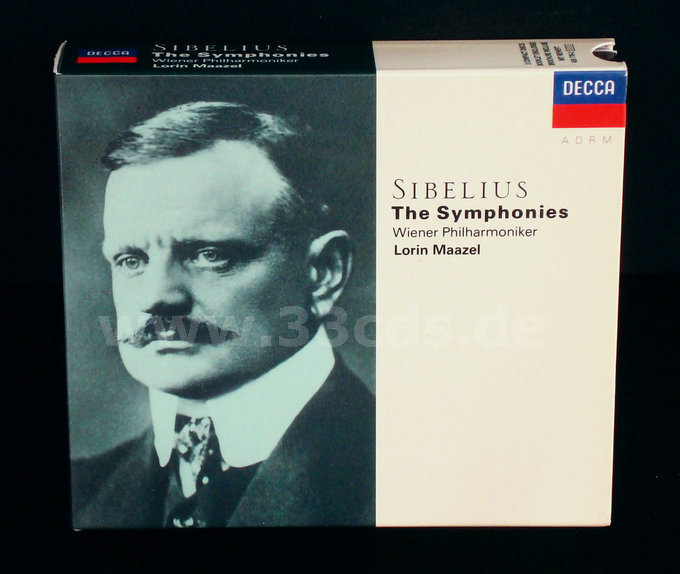 DECCA
SIBELIUS
The Symphonies
Wiener Philharmoniker
Lorin Maazel
DECCA
ADRM
SIBELIUS
The Symphonies
Wiener Philharmoniker
Lorin Maazel
www.33cds.de